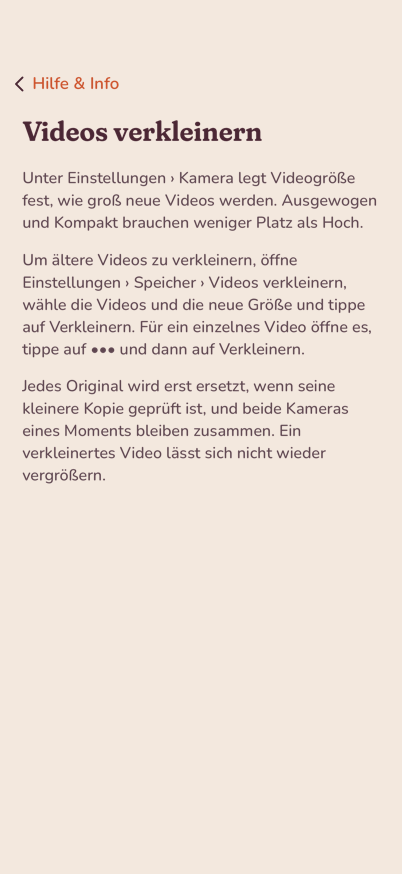 Hilfe & Info
Videos verkleinern
Unter Einstellungen › Kamera legt Videogröße
fest, wie groß neue Videos werden. Ausgewogen
und Kompakt brauchen weniger Platz als Hoch.
Um ältere Videos zu verkleinern, öffne
Einstellungen › Speicher › Videos verkleinern,
wähle die Videos und die neue Größe und tippe
auf Verkleinern. Für ein einzelnes Video öffne es,
tippe auf ••• und dann auf Verkleinern.
Jedes Original wird erst ersetzt, wenn seine
kleinere Kopie geprüft ist, und beide Kameras
eines Moments bleiben zusammen. Ein
verkleinertes Video lässt sich nicht wieder
vergrößern.